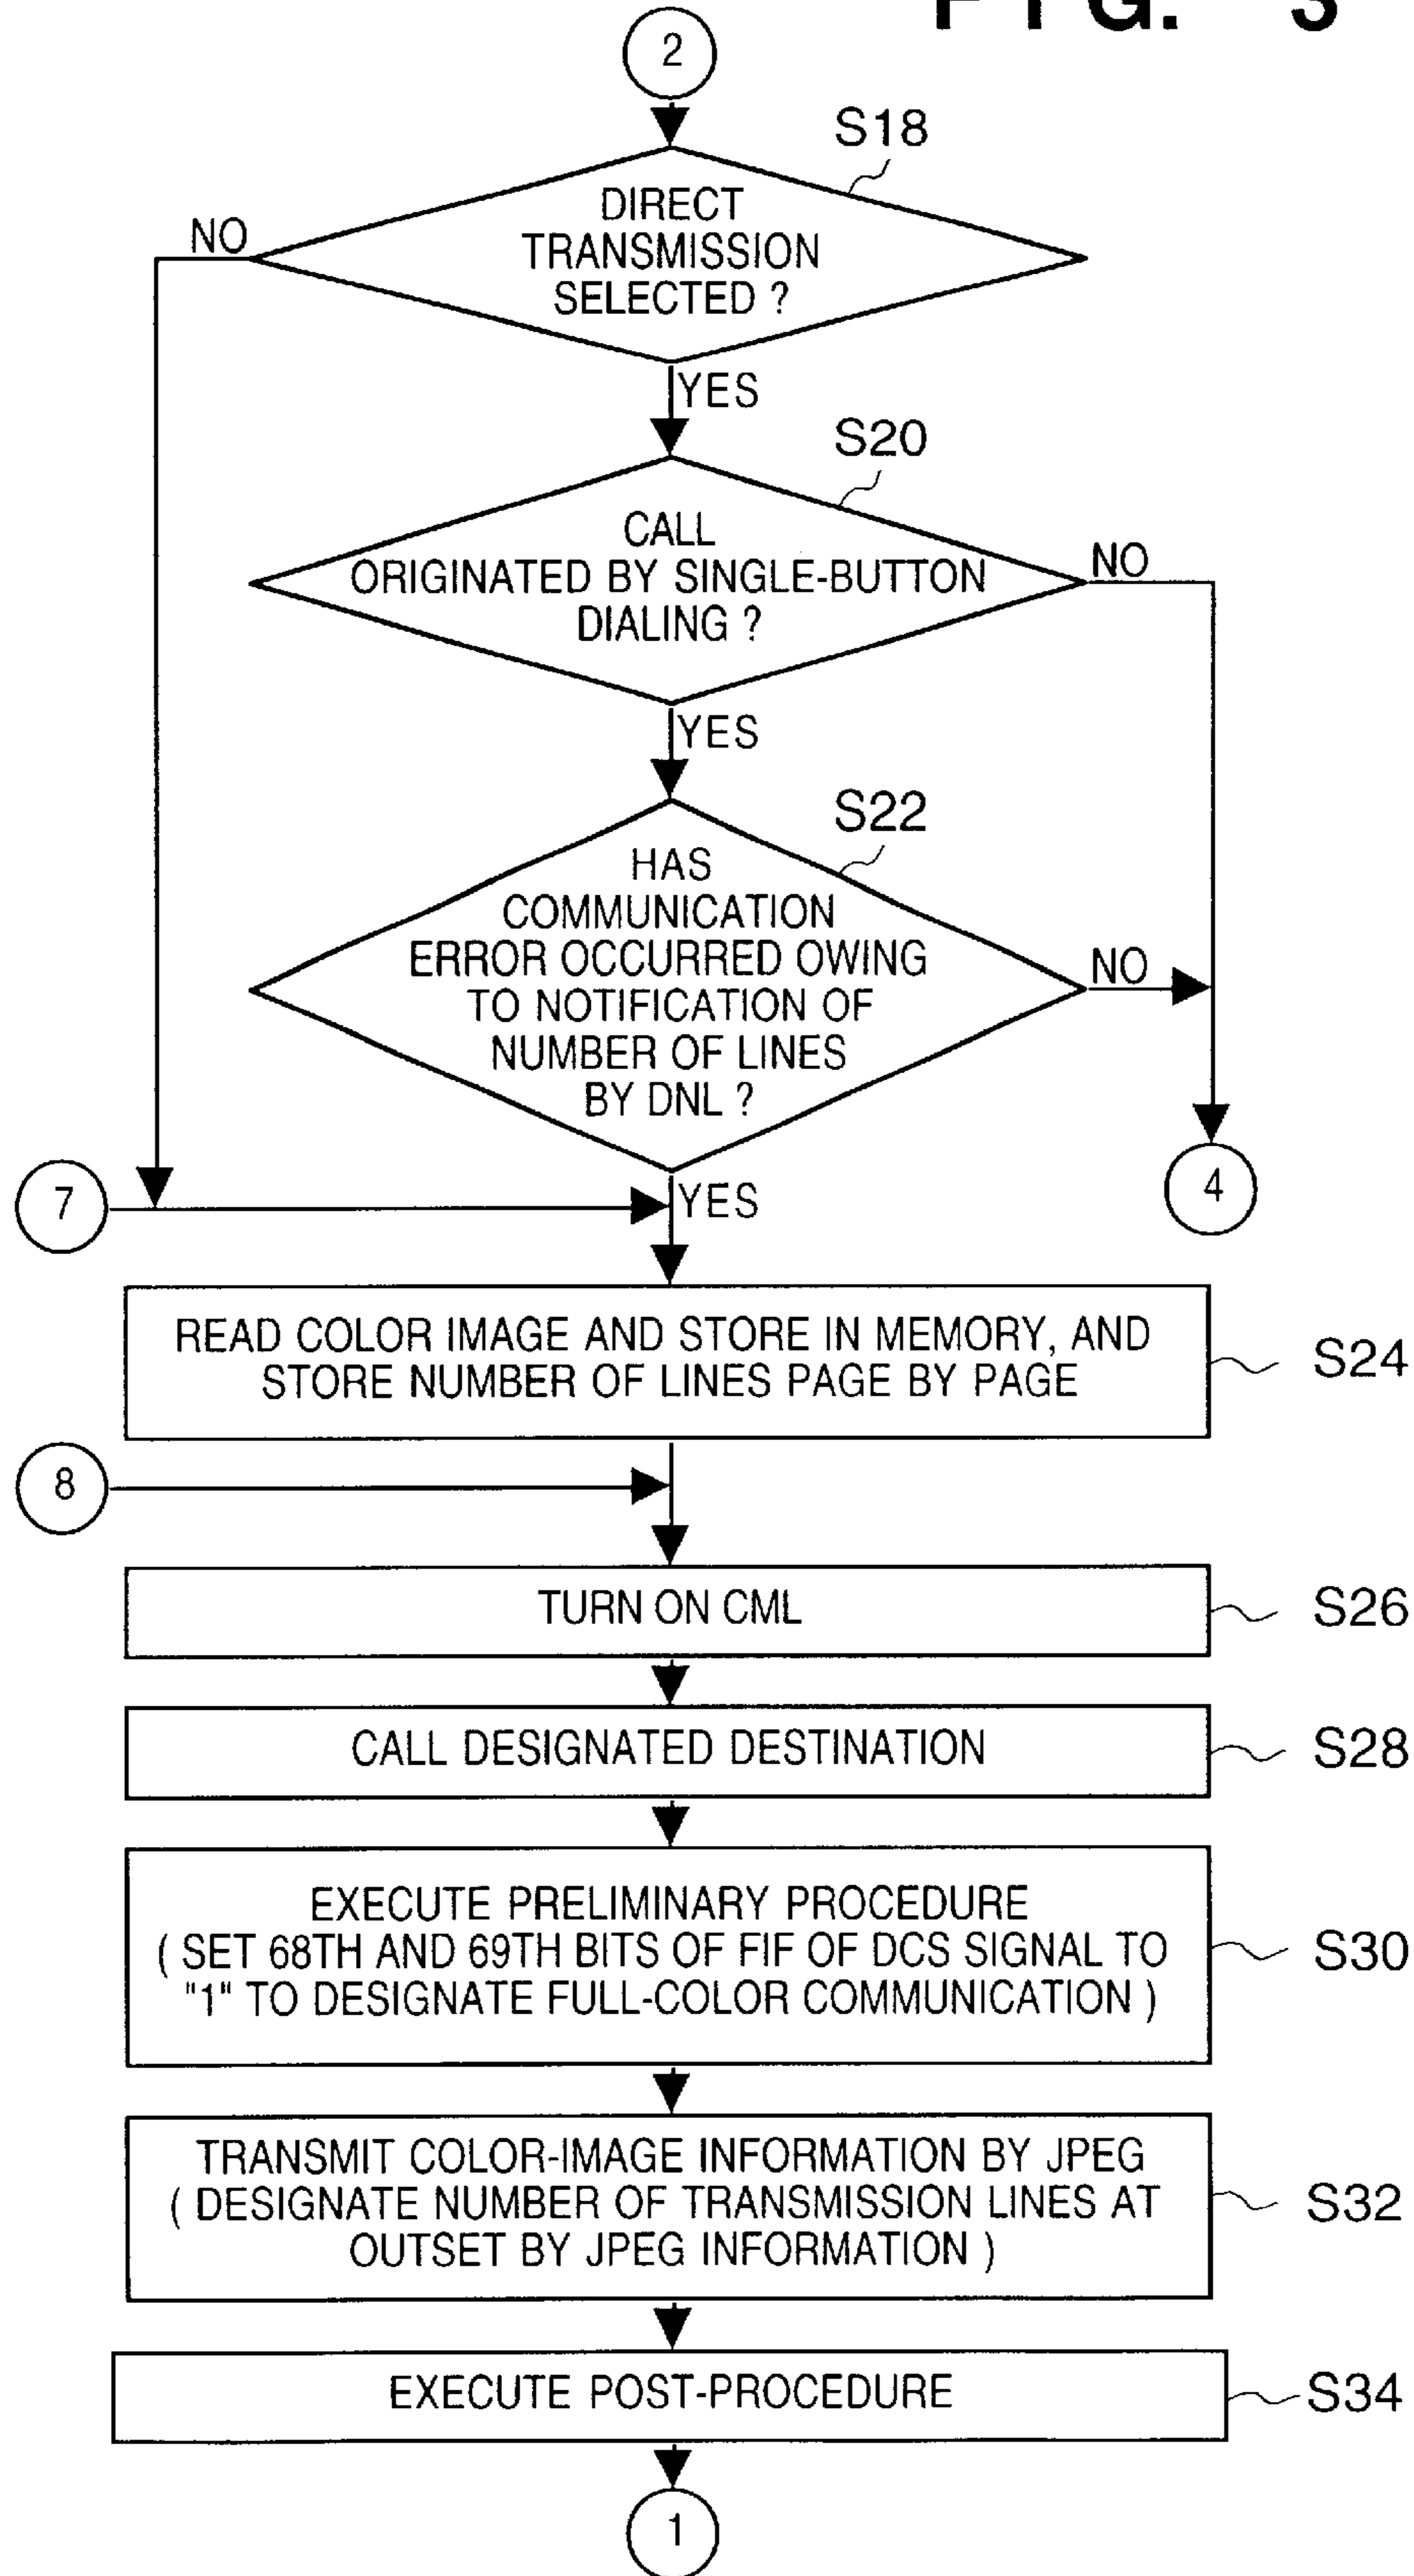 FIG. 3
2
S18
DIRECT
TRANSMISSION
SELECTED ?
NO
YES
S20
CALL
ORIGINATED BY SINGLE-BUTTON
DIALING ?
NO
YES
S22
HAS
COMMUNICATION
ERROR OCCURRED OWING
TO NOTIFICATION OF
NUMBER OF LINES
BY DNL ?
NO
YES
7
4
READ COLOR IMAGE AND STORE IN MEMORY, AND
STORE NUMBER OF LINES PAGE BY PAGE
S24
8
TURN ON CML
S26
CALL DESIGNATED DESTINATION
S28
EXECUTE PRELIMINARY PROCEDURE
( SET 68TH AND 69TH BITS OF FIF OF DCS SIGNAL TO
"1" TO DESIGNATE FULL-COLOR COMMUNICATION )
S30
TRANSMIT COLOR-IMAGE INFORMATION BY JPEG
( DESIGNATE NUMBER OF TRANSMISSION LINES AT
OUTSET BY JPEG INFORMATION )
S32
EXECUTE POST-PROCEDURE
S34
1